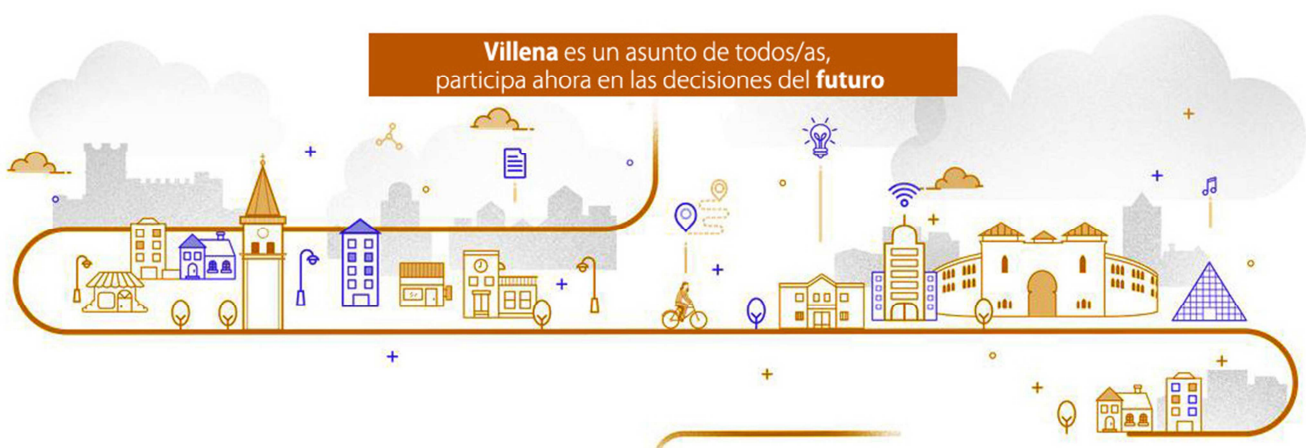 Villena es un asunto de todos/as,
participa ahora en las decisiones del futuro